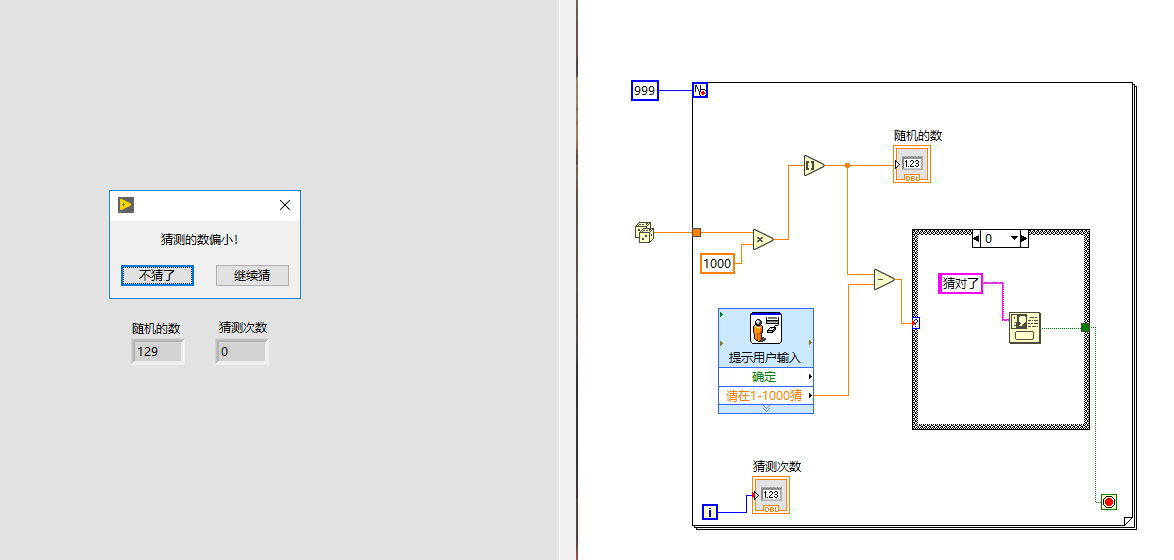 猜测的数偏小!
不猜了
继续猜
随机的数
猜测次数
129
0
999
N
随机的数
1.23
DBL
1000
0
猜对了
提示用户输入
确定
请在1-1000猜
猜测次数
1.23
DBL
i